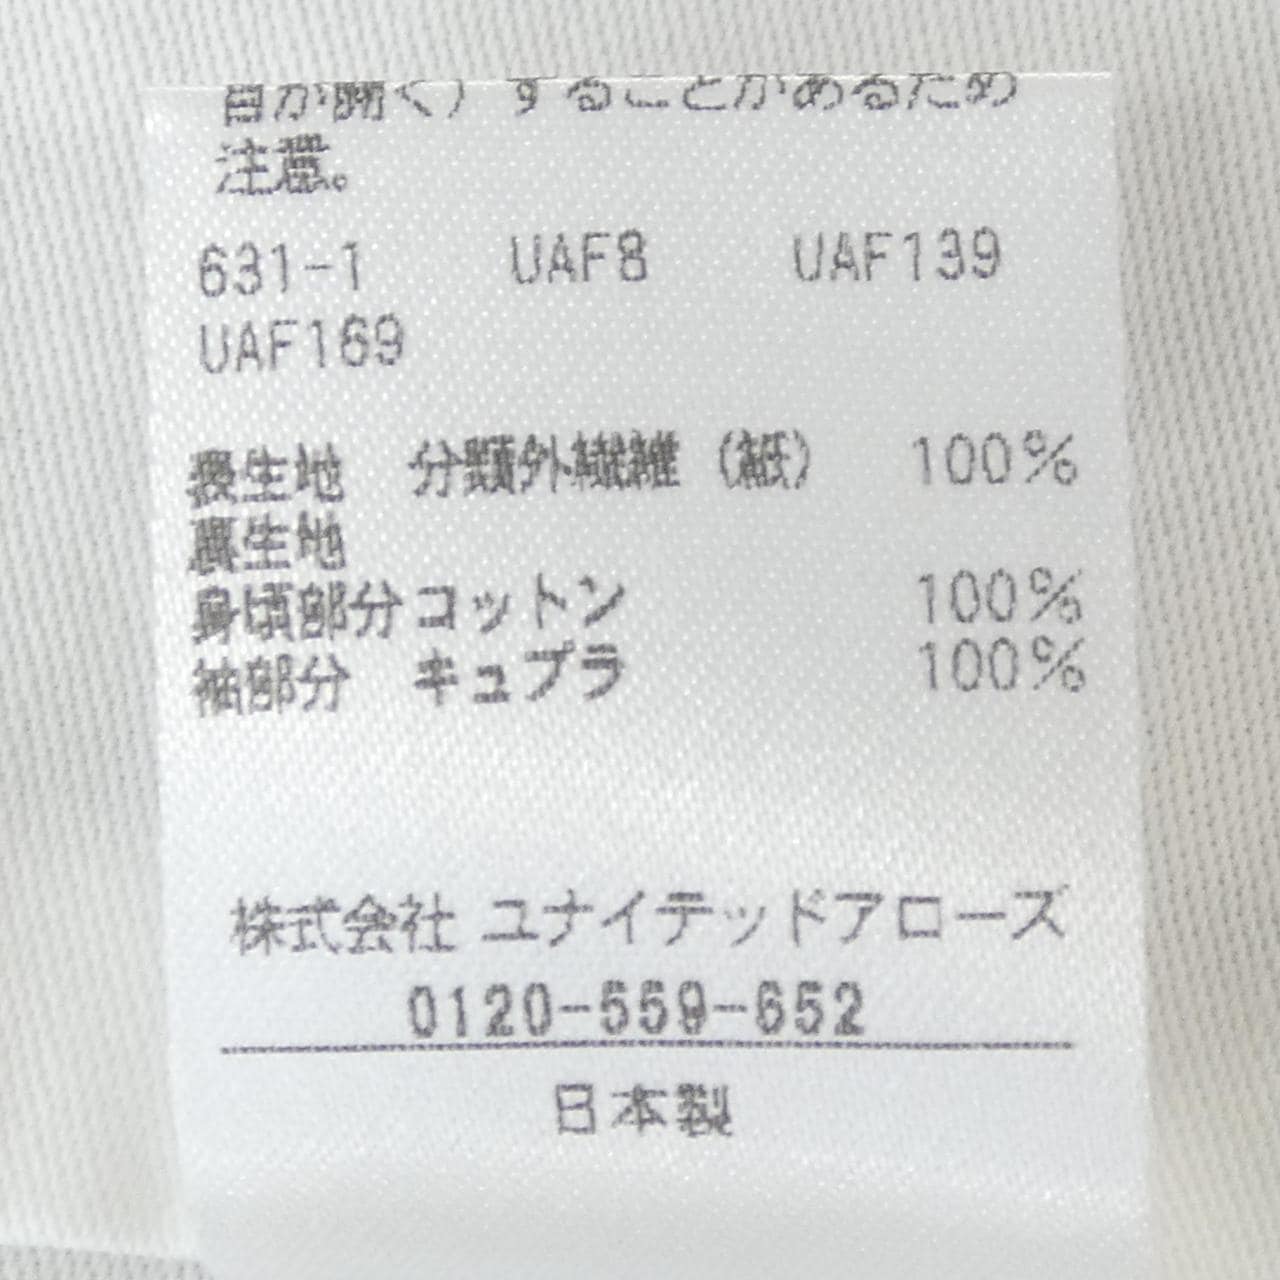 目が開く）することがあるため
注意。
631-1 UAF8 UAF139
UAF169
表生地 分類外繊維（紙） 100%
裏生地
身頃部分 コットン 100%
袖部分 キュプラ 100%
株式会社 ユナイテッドアローズ
0120-559-652
日本製